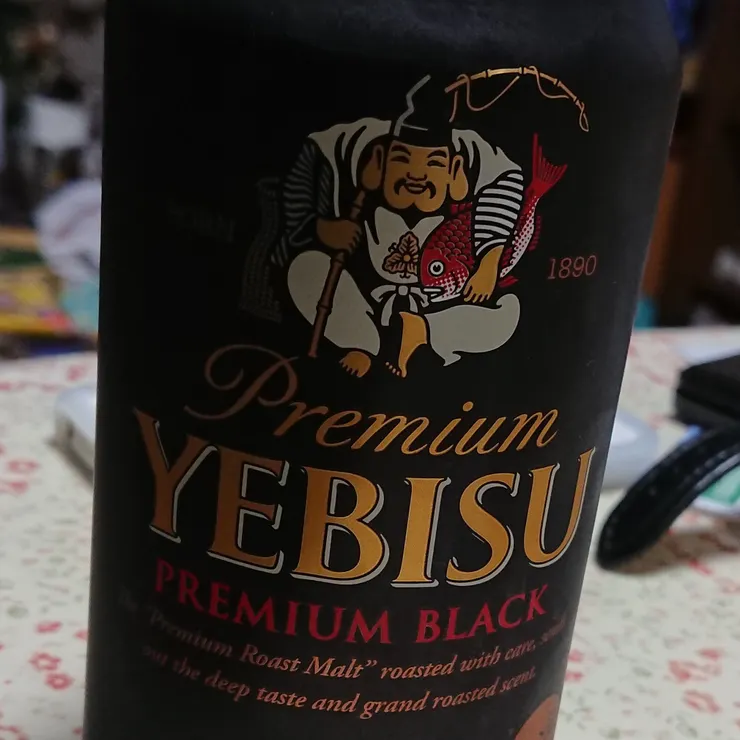 1890
Premium
YEBISU
PREMIUM BLACK
"Premium Roast Malt" roasted with care,
out the deep taste and grand roasted scent.